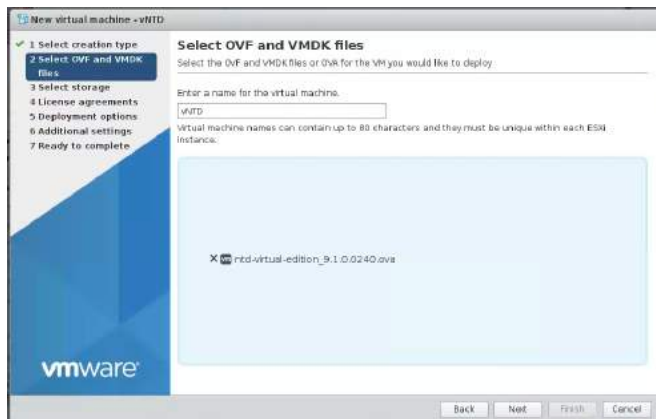 New virtual machine - vNTD
1 Select creation type
2 Select OVF and VMDK
files
3 Select storage
4 License agreements
5 Deployment options
6 Additional settings
7 Ready to complete
Select OVF and VMDK files
Select the OVF and VMDK files or OVA for the VM you would like to deploy
Enter a name for the virtual machine.
vNTD
Virtual machine names can contain up to 80 characters and they must be unique within each ESXi
instance.
ntd-virtual-edition_9.1.0.0240.ova
vmware
Back Next Finish Cancel